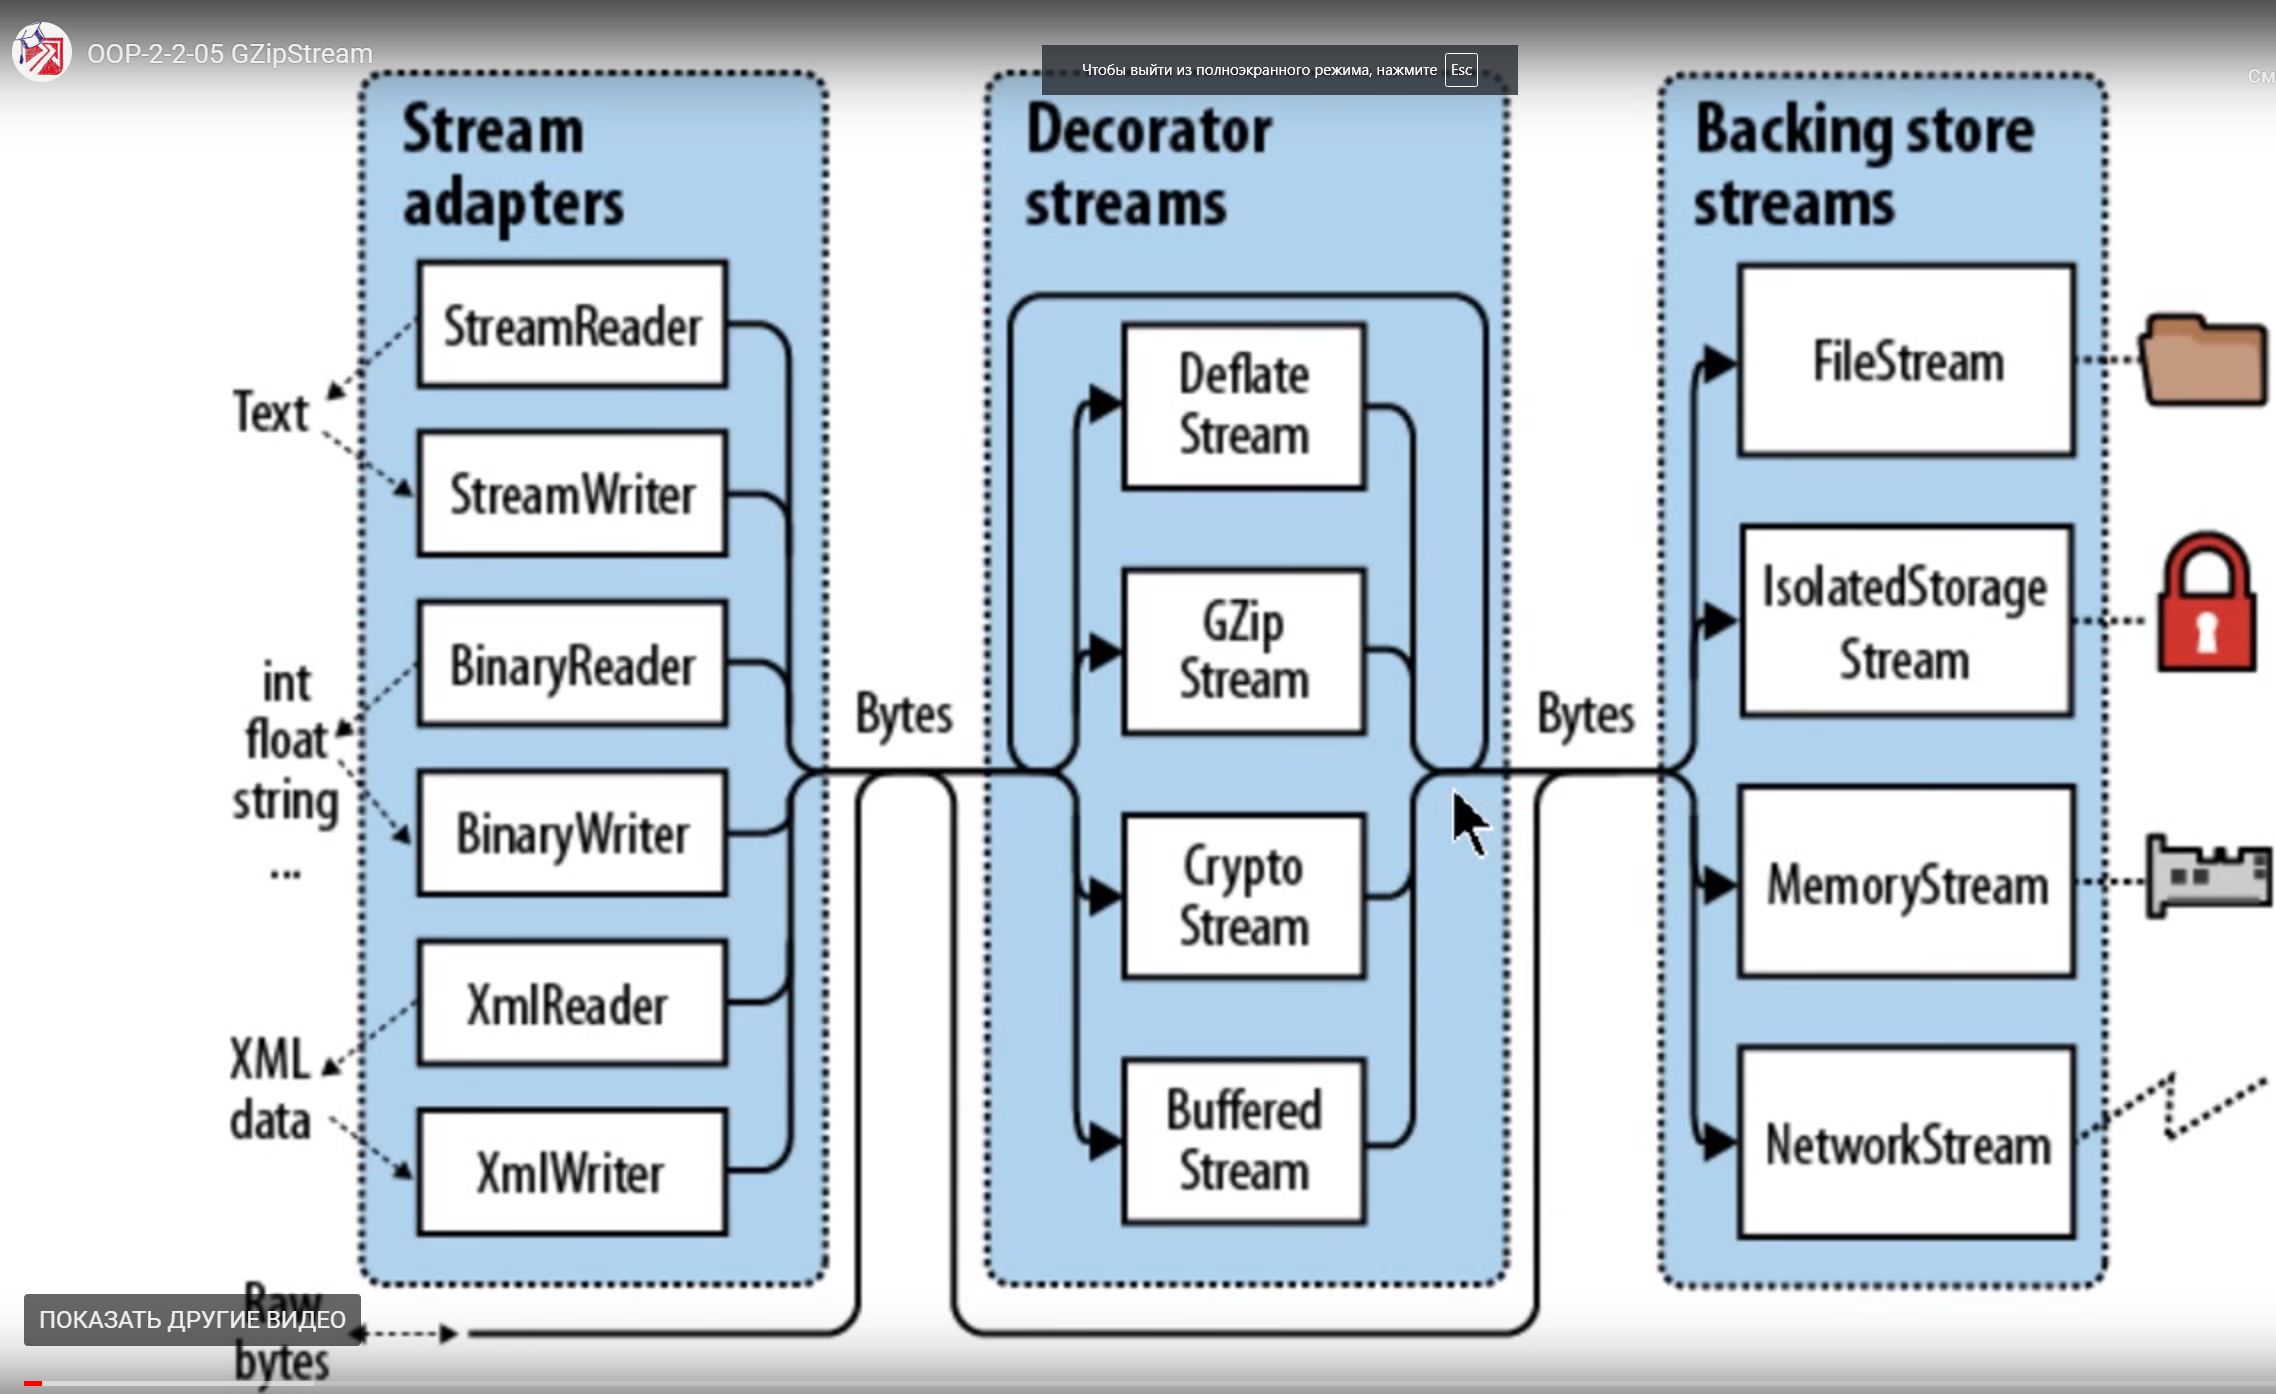 OOP-2-2-05 GZipStream
Чтобы выйти из полноэкранного режима, нажмите Esc
См
Stream
adapters
StreamReader
StreamWriter
BinaryReader
BinaryWriter
XmlReader
XmlWriter
Text
int
float
string
...
XML
data
Raw
bytes
ПОКАЗАТЬ ДРУГИЕ ВИДЕО
Bytes
Decorator
streams
Deflate
Stream
GZip
Stream
Crypto
Stream
Buffered
Stream
Bytes
Backing store
streams
FileStream
IsolatedStorage
Stream
MemoryStream
NetworkStream